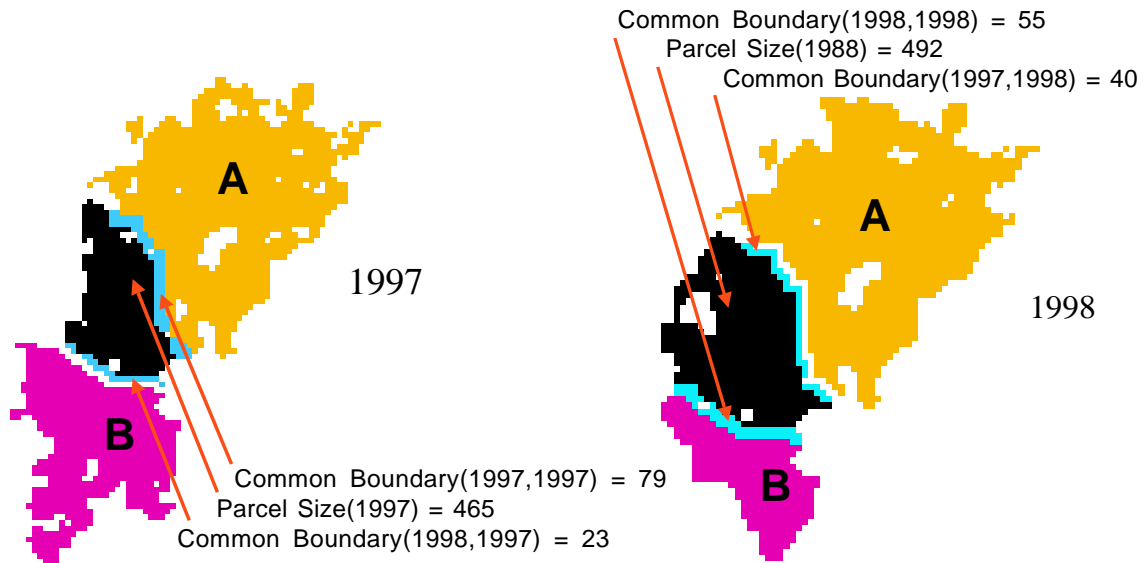 Common Boundary(1998,1998) = 55
Parcel Size(1988) = 492
Common Boundary(1997,1998) = 40
A
A
1997
1998
B
B
Common Boundary(1997,1997) = 79
Parcel Size(1997) = 465
Common Boundary(1998,1997) = 23